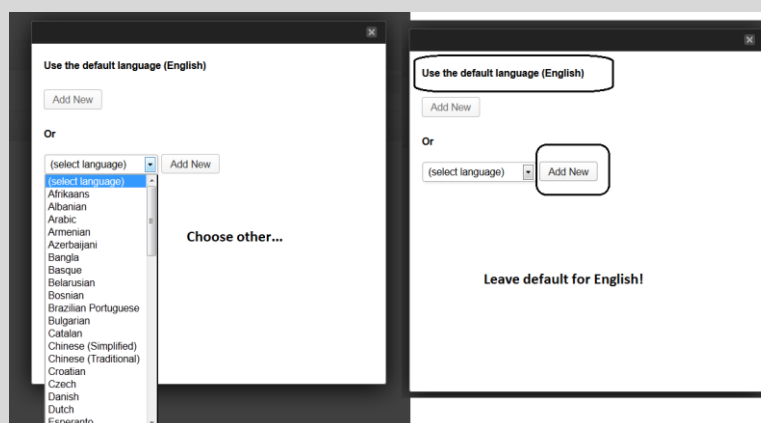 Use the default language (English)
Add New
Or
(select language) Add New
(select language)
Afrikaans
Albanian
Arabic
Armenian
Azerbaijani
Bangla
Basque
Belarusian
Bosnian
Brazilian Portuguese
Bulgarian
Catalan
Chinese (Simplified)
Chinese (Traditional)
Croatian
Czech
Danish
Dutch
Esperanto
Choose other...
Use the default language (English)
Add New
Or
(select language) Add New
Leave default for English!